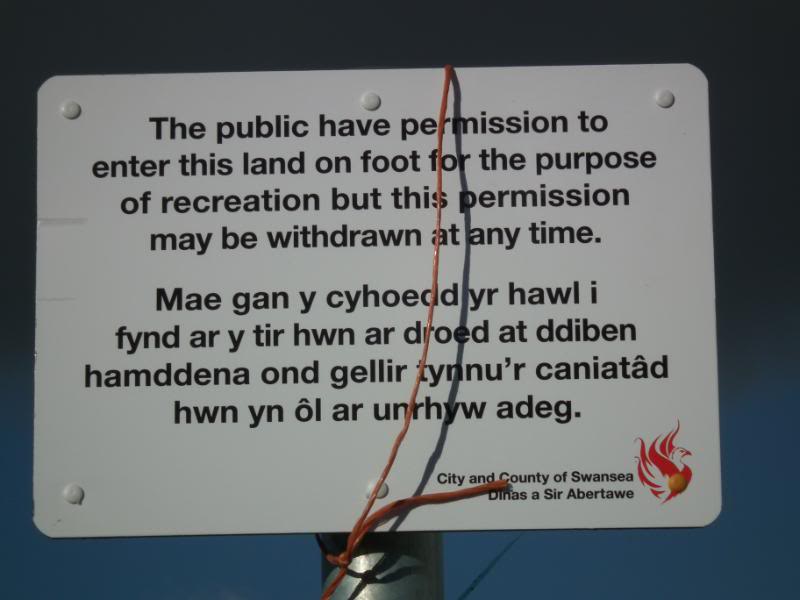 The public have permission to
enter this land on foot for the purpose
of recreation but this permission
may be withdrawn at any time.
Mae gan y cyhoedd yr hawl i
fynd ar y tir hwn ar droed at ddiben
hamddena ond gellir tynnu'r caniatâd
hwn yn ôl ar unrhyw adeg.
City and County of Swansea
Dinas a Sir Abertawe